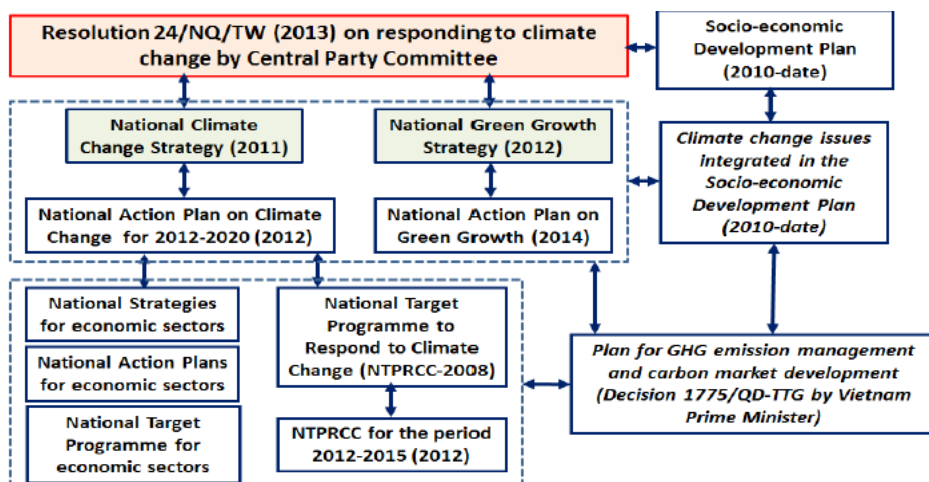 Resolution 24/NQ/TW (2013) on responding to climate
change by Central Party Committee
Socio-economic
Development Plan
(2010-date)
National Climate
Change Strategy (2011)
National Green Growth
Strategy (2012)
Climate change issues
integrated in the
Socio-economic
Development Plan
(2010-date)
National Action Plan on Climate
Change for 2012-2020 (2012)
National Action Plan on
Green Growth (2014)
National Strategies
for economic sectors
National Action Plans
for economic sectors
National Target
Programme for
economic sectors
National Target
Programme to
Respond to Climate
Change (NTPRCC-2008)
NTPRCC for the period
2012-2015 (2012)
Plan for GHG emission management
and carbon market development
(Decision 1775/QD-TTG by Vietnam
Prime Minister)